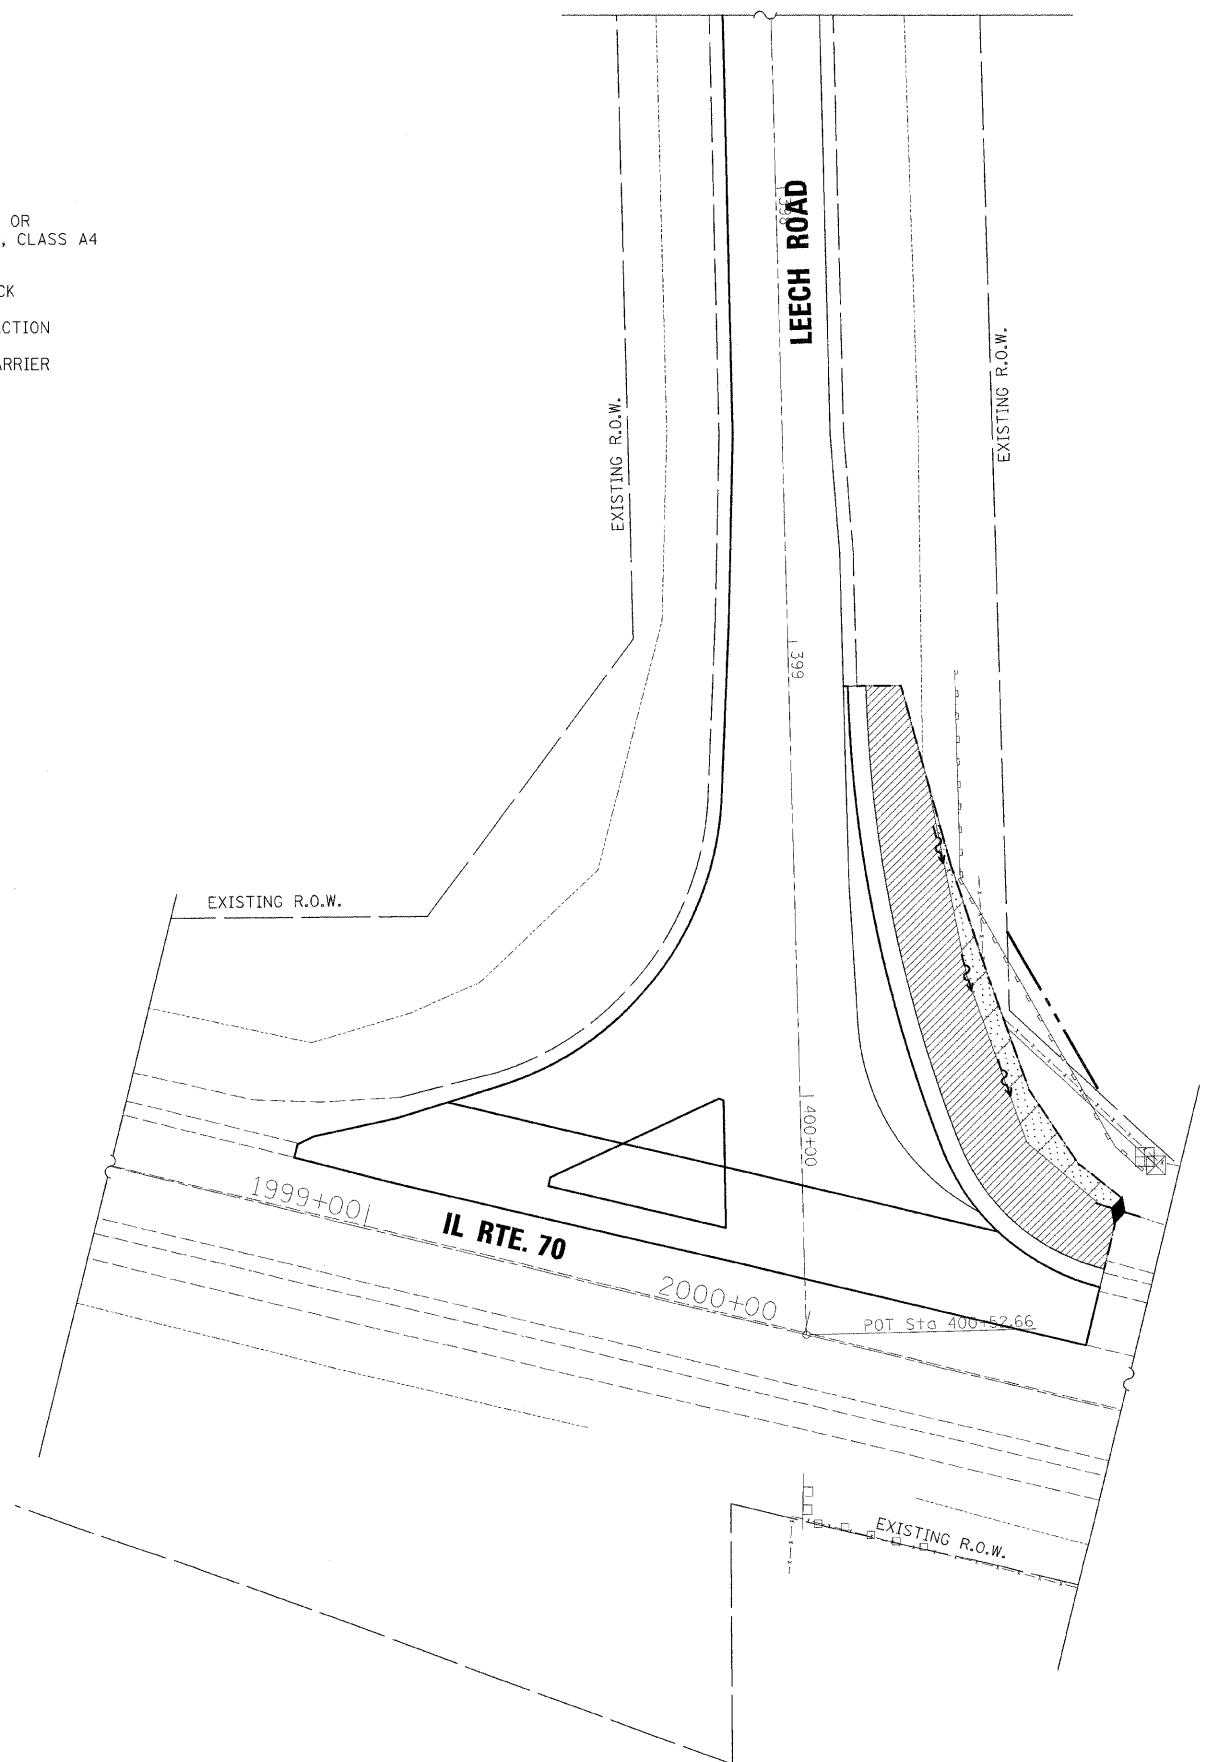 OR
, CLASS A4
CK
CTION
ARRIER
398
LEECH ROAD
EXISTING R.O.W.
EXISTING R.O.W.
399
EXISTING R.O.W.
400+00
1999+00
IL RTE. 70
2000+00
POT Sta 400+52.66
EXISTING R.O.W.